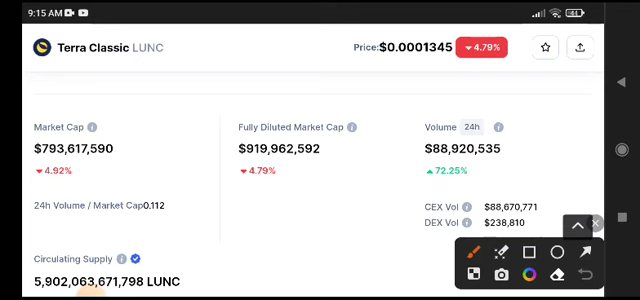 9:15 AM
64
Terra Classic LUNC
Price:$0.0001345 4.79%
Market Cap
$793,617,590
4.92%
24h Volume / Market Cap0.112
Fully Diluted Market Cap
$919,962,592
4.79%
Volume 24h
$88,920,535
72.25%
CEX Vol $88,670,771
DEX Vol $238,810
Circulating Supply
5,902,063,671,798 LUNC